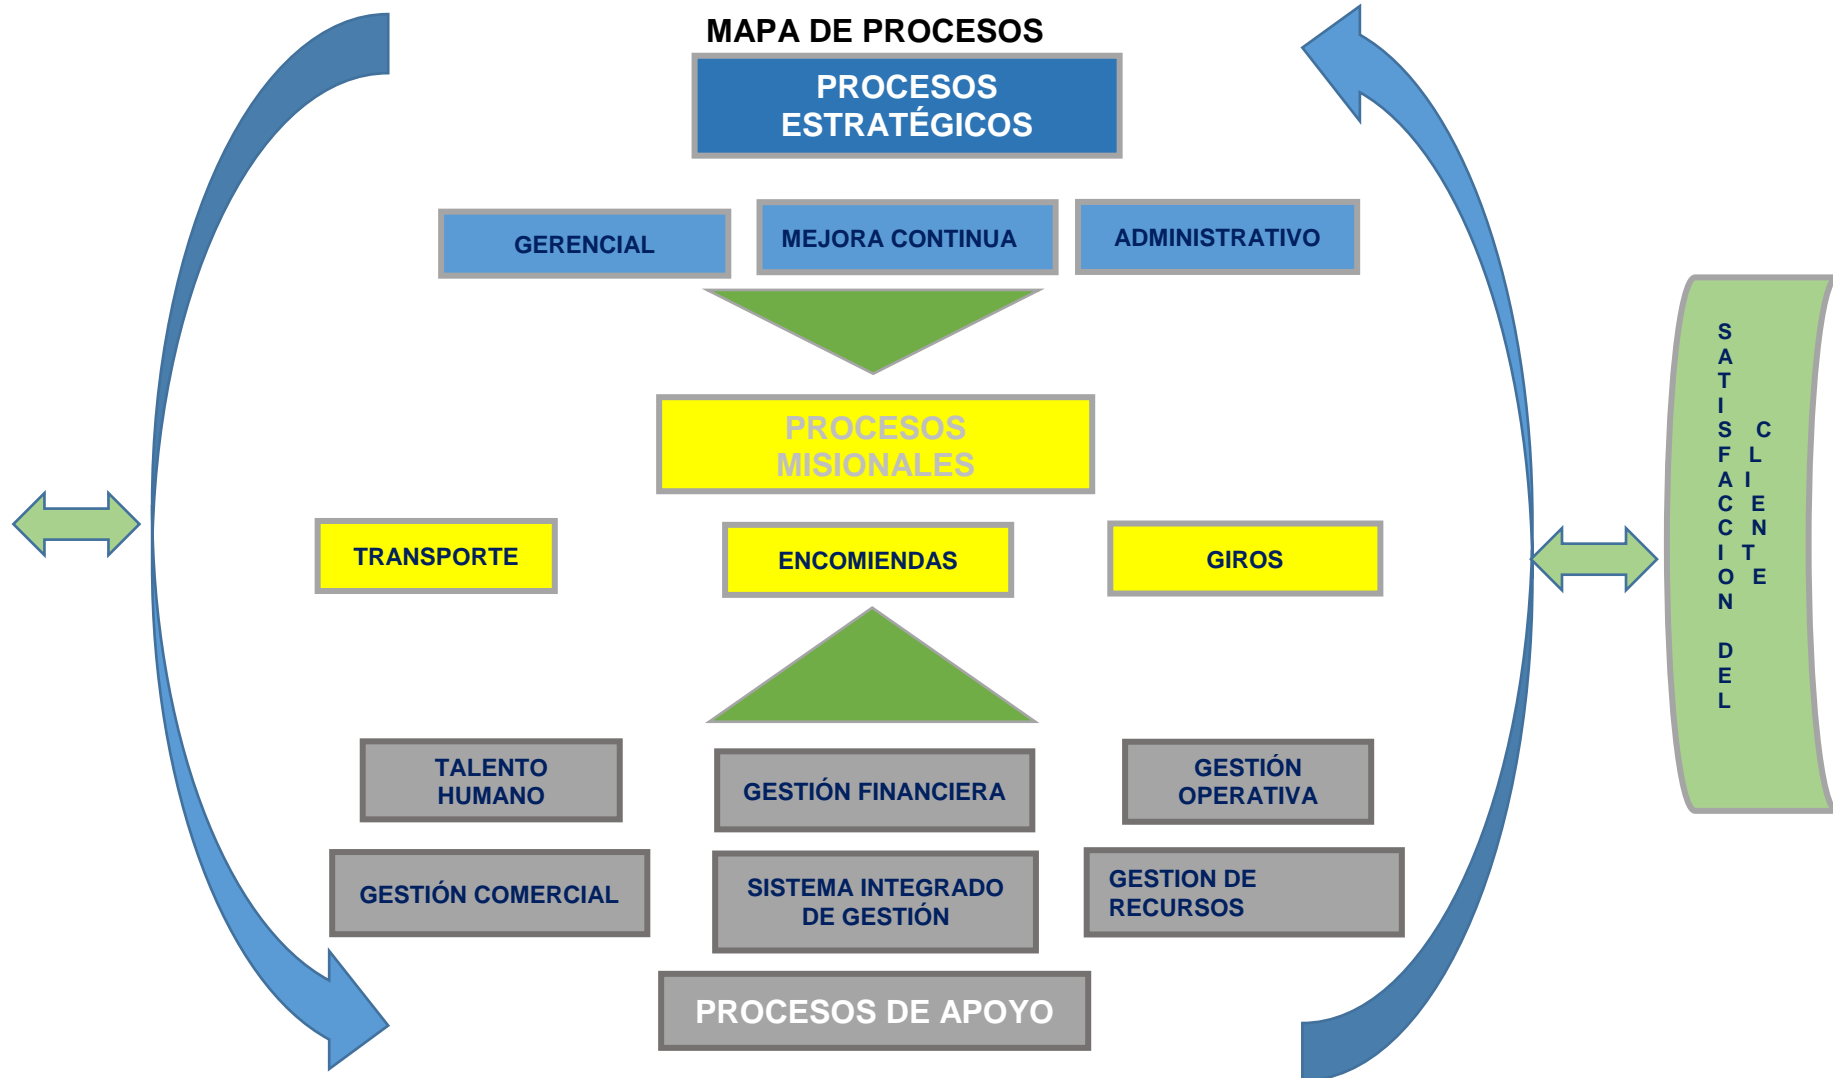 MAPA DE PROCESOS
PROCESOS
ESTRATÉGICOS
GERENCIAL
MEJORA CONTINUA
ADMINISTRATIVO
PROCESOS
MISIONALES
TRANSPORTE
ENCOMIENDAS
GIROS
TALENTO
HUMANO
GESTIÓN FINANCIERA
GESTIÓN
OPERATIVA
GESTIÓN COMERCIAL
SISTEMA INTEGRADO
DE GESTIÓN
GESTION DE
RECURSOS
PROCESOS DE APOYO
SATISFACCION DEL
CLIENTE